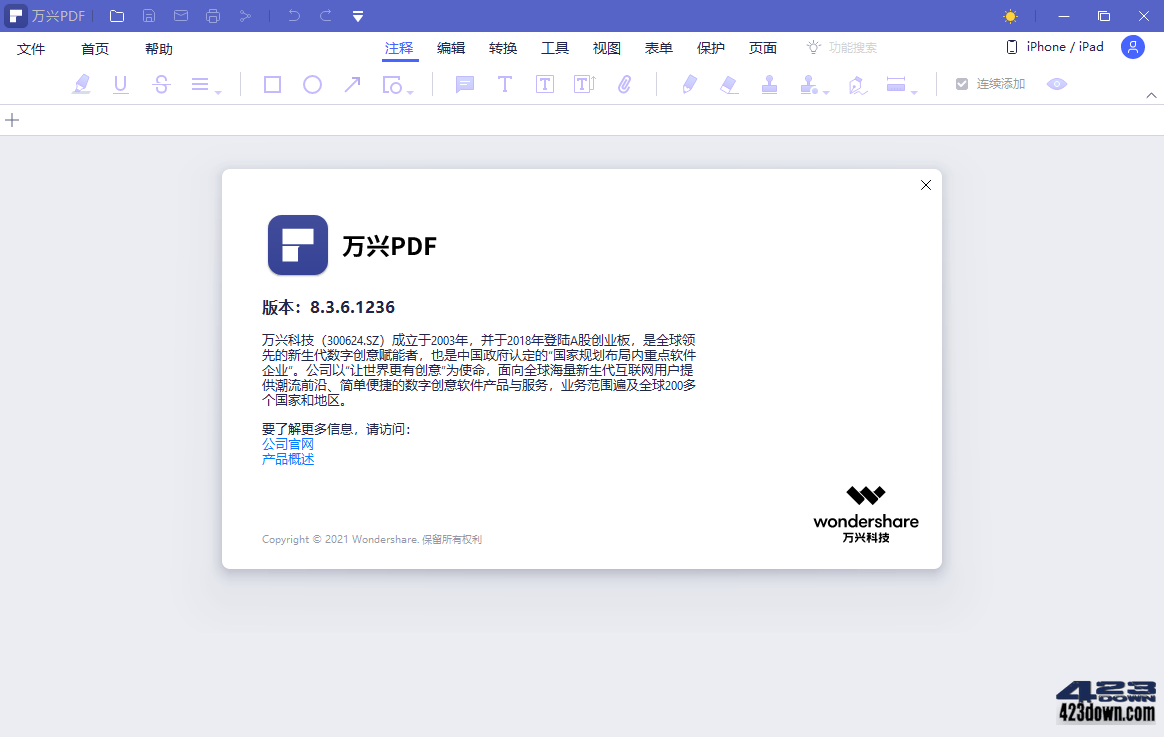 万兴PDF
文件 首页 帮助 注释 编辑 转换 工具 视图 表单 保护 页面 功能搜索 iPhone / iPad
连续添加
万兴PDF
版本：8.3.6.1236
万兴科技（300624.SZ）成立于2003年，并于2018年登陆A股创业板，是全球领
先的新生代数字创意赋能者，也是中国政府认定的“国家规划布局内重点软件
企业”。公司以“让世界更有创意”为使命，面向全球海量新生代互联网用户提
供潮流前沿、简单便捷的数字创意软件产品与服务，业务范围遍及全球200多
个国家和地区。
要了解更多信息，请访问：
公司官网
产品概述
wondershare
万兴科技
Copyright © 2021 Wondershare. 保留所有权利
423
DOWN
423down.com